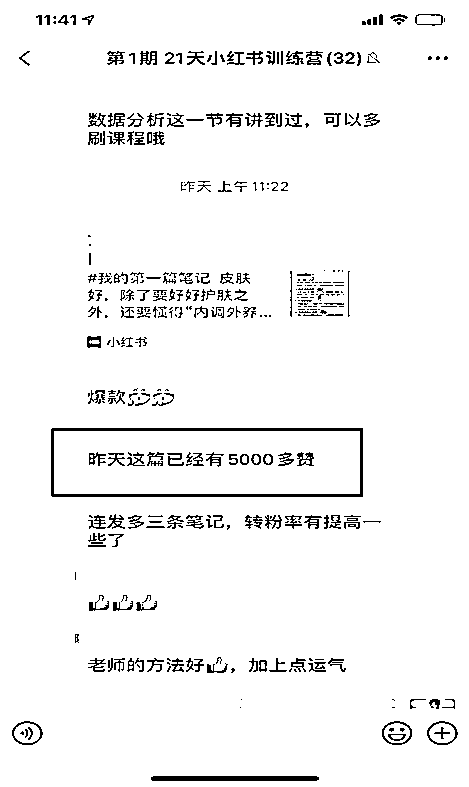 11:41
第1期 21天小红书训练营(32)
数据分析这一节有讲到过，可以多
刷课程哦
昨天 上午11:22
#我的第一篇笔记 皮肤
好，除了要好好护肤之
外，还要懂得“内调外养...
小红书
爆款
昨天这篇已经有5000多赞
连发多三条笔记，转粉率有提高一
些了
老师的方法好👍，加上点运气